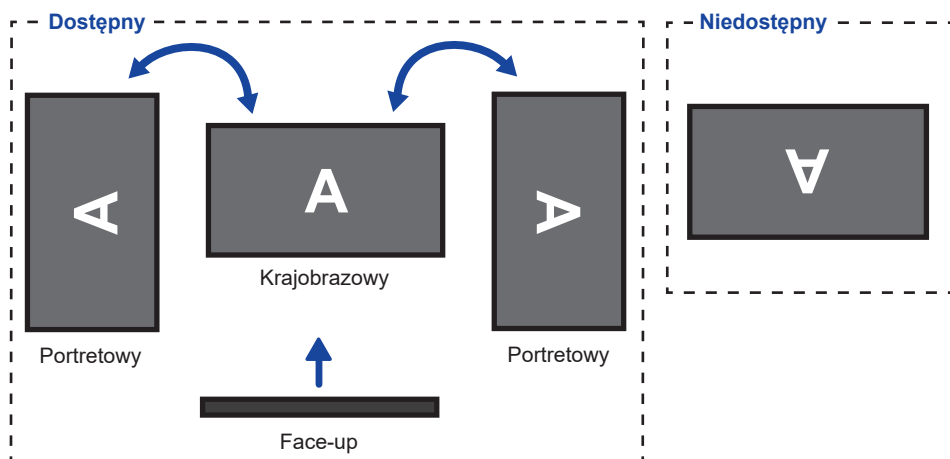 Dostępny
Niedostępny
A
A
A
A
Krajobrazowy
Portretowy
Portretowy
Face-up